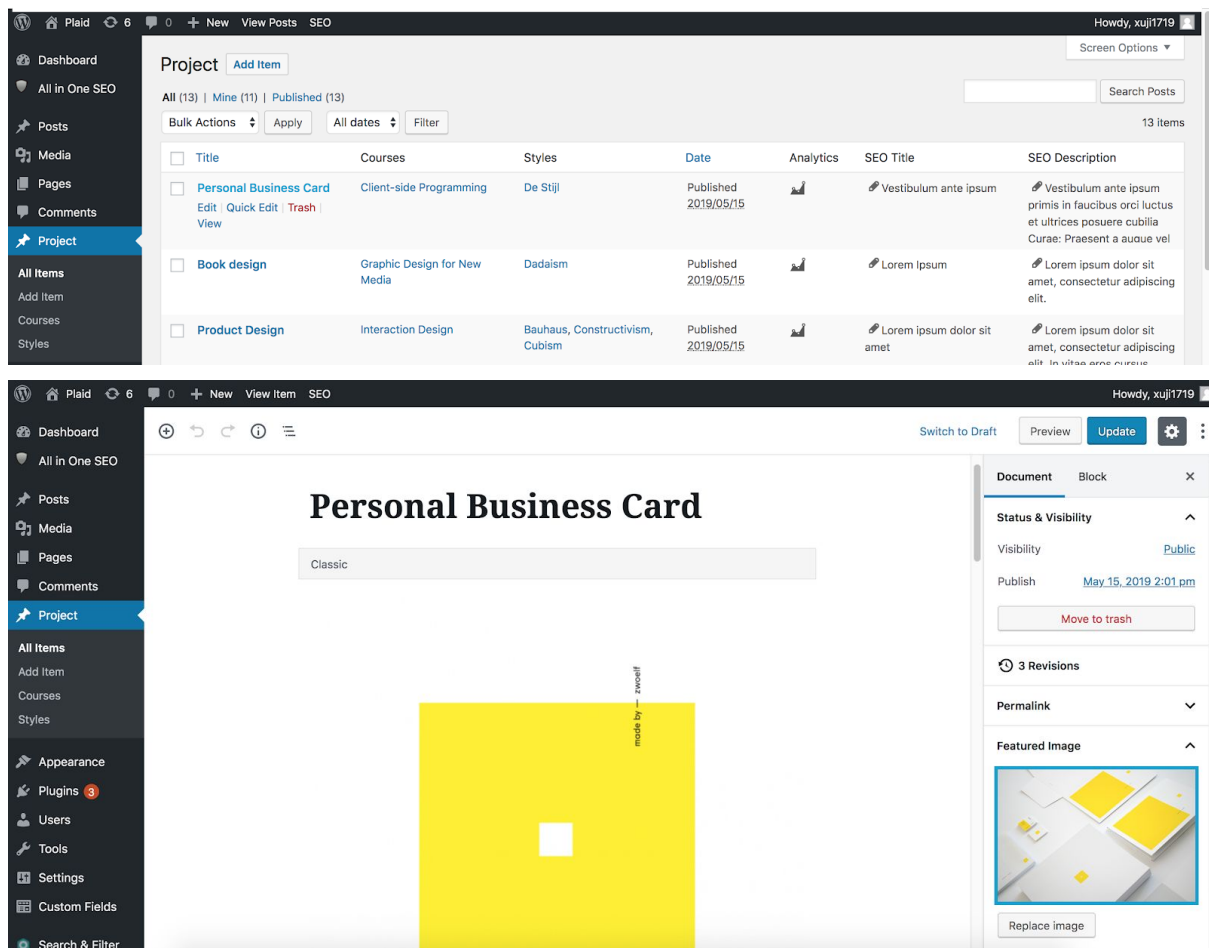 Plaid 6 0 New View Posts SEO Howdy, xuji1719
Dashboard
All in One SEO
Posts
Media
Pages
Comments
Project
All Items
Add Item
Courses
Styles
Screen Options
Project Add Item
All (13) | Mine (11) | Published (13)
Search Posts
Bulk Actions Apply All dates Filter 13 items
Title Courses Styles Date Analytics SEO Title SEO Description
Personal Business Card Client-side Programming De Stijl Published Vestibulum ante ipsum Vestibulum ante ipsum
Edit | Quick Edit | Trash | 2019/05/15 primis in faucibus orci luctus
View et ultrices posuere cubilia
Curae; Praesent a augue vel
Book design Graphic Design for New Dadaism Published Lorem Ipsum Lorem ipsum dolor sit
Media 2019/05/15 amet, consectetur adipiscing
elit.
Product Design Interaction Design Bauhaus, Constructivism, Published Lorem ipsum dolor sit Lorem ipsum dolor sit
Cubism 2019/05/15 amet amet, consectetur adipiscing
elit. In vitae eros cursus
Plaid 6 0 New View Item SEO Howdy, xuji1719
Dashboard
All in One SEO
Posts
Media
Pages
Comments
Project
All Items
Add Item
Courses
Styles
Appearance
Plugins 3
Users
Tools
Settings
Custom Fields
Search & Filter
Switch to Draft Preview Update
Personal Business Card
Classic
made by — zwoelf
Document Block
Status & Visibility
Visibility Public
Publish May 15, 2019 2:01 pm
Move to trash
3 Revisions
Permalink
Featured Image
Replace image